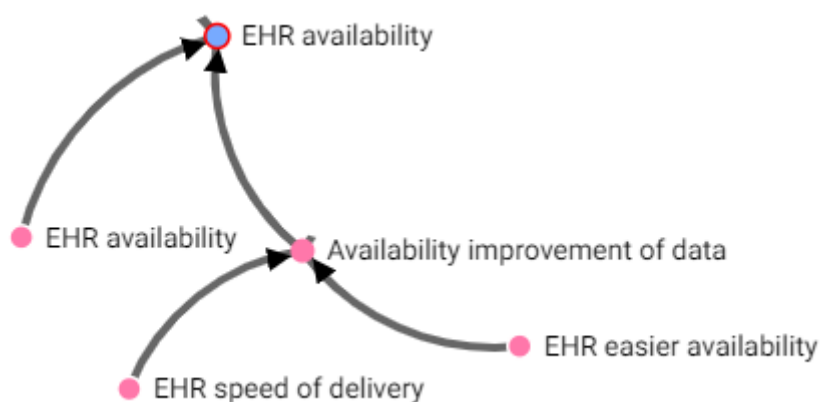 EHR availability
EHR availability
Availability improvement of data
EHR easier availability
EHR speed of delivery